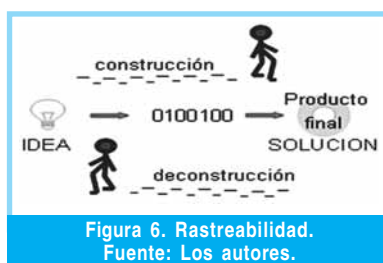 construcción
0100100
Producto
final
IDEA
SOLUCION
deconstrucción
Figura 6. Rastreabilidad.
Fuente: Los autores.